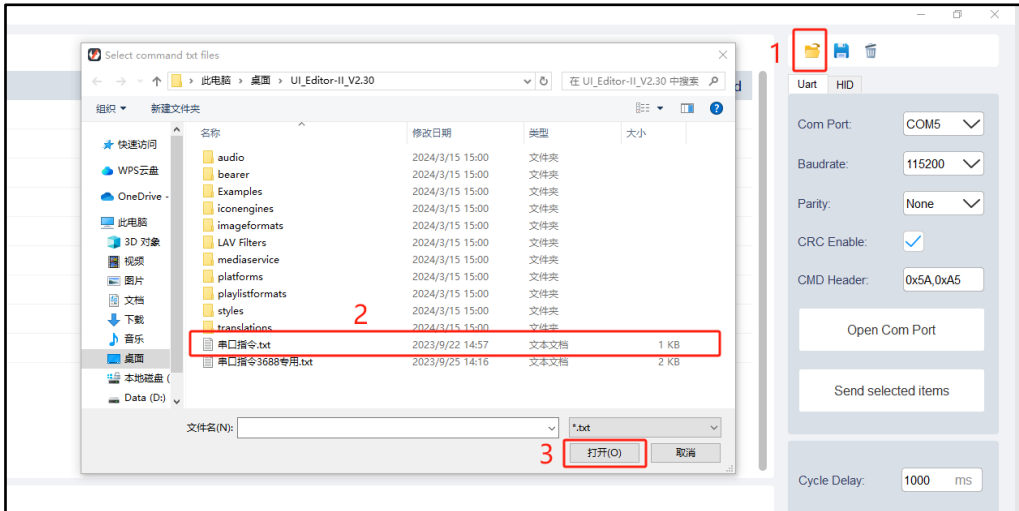 Select command txt files
此电脑 › 桌面 › UI_Editor-II_V2.30
在 UI_Editor-II_V2.30 中搜索
组织 新建文件夹
快速访问
WPS云盘
OneDrive -
此电脑
3D 对象
视频
图片
文档
下载
音乐
桌面
本地磁盘 (
Data (D:)
名称 修改日期 类型 大小
audio 2024/3/15 15:00 文件夹
bearer 2024/3/15 15:00 文件夹
Examples 2024/3/15 15:00 文件夹
iconengines 2024/3/15 15:00 文件夹
imageformats 2024/3/15 15:00 文件夹
LAV Filters 2024/3/15 15:00 文件夹
mediaservice 2024/3/15 15:00 文件夹
platforms 2024/3/15 15:00 文件夹
playlistformats 2024/3/15 15:00 文件夹
styles 2024/3/15 15:00 文件夹
translations 2024/3/15 15:00 文件夹
2
串口指令.txt 2023/9/22 14:57 文本文档 1 KB
串口指令3688专用.txt 2023/9/25 14:16 文本文档 2 KB
文件名(N): *.txt
3 打开(O) 取消
1
d
Uart HID
Com Port: COM5
Baudrate: 115200
Parity: None
CRC Enable:
CMD Header: 0x5A,0xA5
Open Com Port
Send selected items
Cycle Delay: 1000 ms